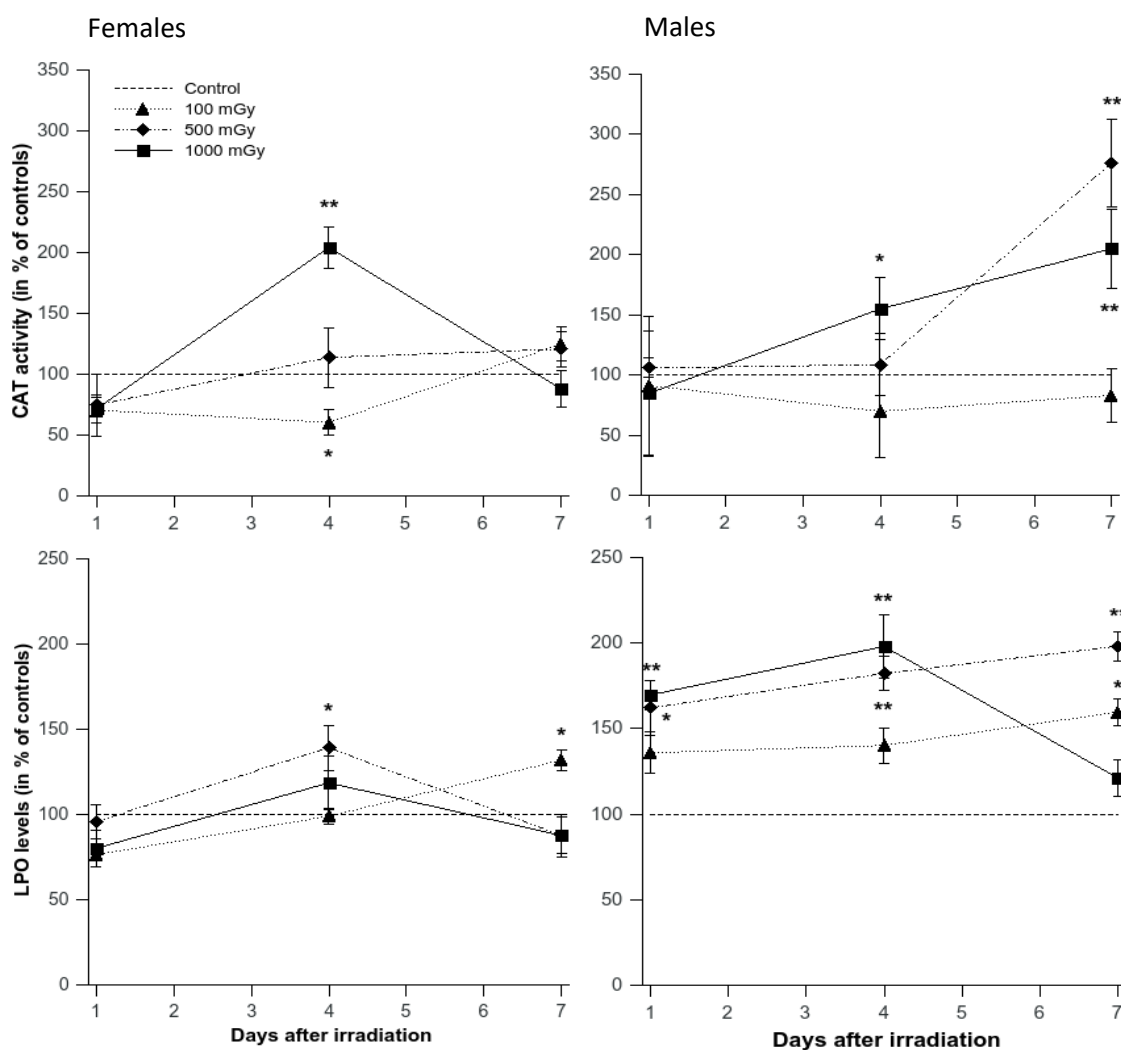 Females
Males
CAT activity (in % of controls)
350
300
250
200
150
100
50
0
Control
100 mGy
500 mGy
1000 mGy
**
*
1 2 3 4 5 6 7
350
300
250
200
150
100
50
0
**
*
**
1 2 3 4 5 6 7
LPO levels (in % of controls)
250
200
150
100
50
0
* *
1 2 3 4 5 6 7
Days after irradiation
250
200
150
100
50
0
** **
** *
* **
1 2 3 4 5 6 7
Days after irradiation